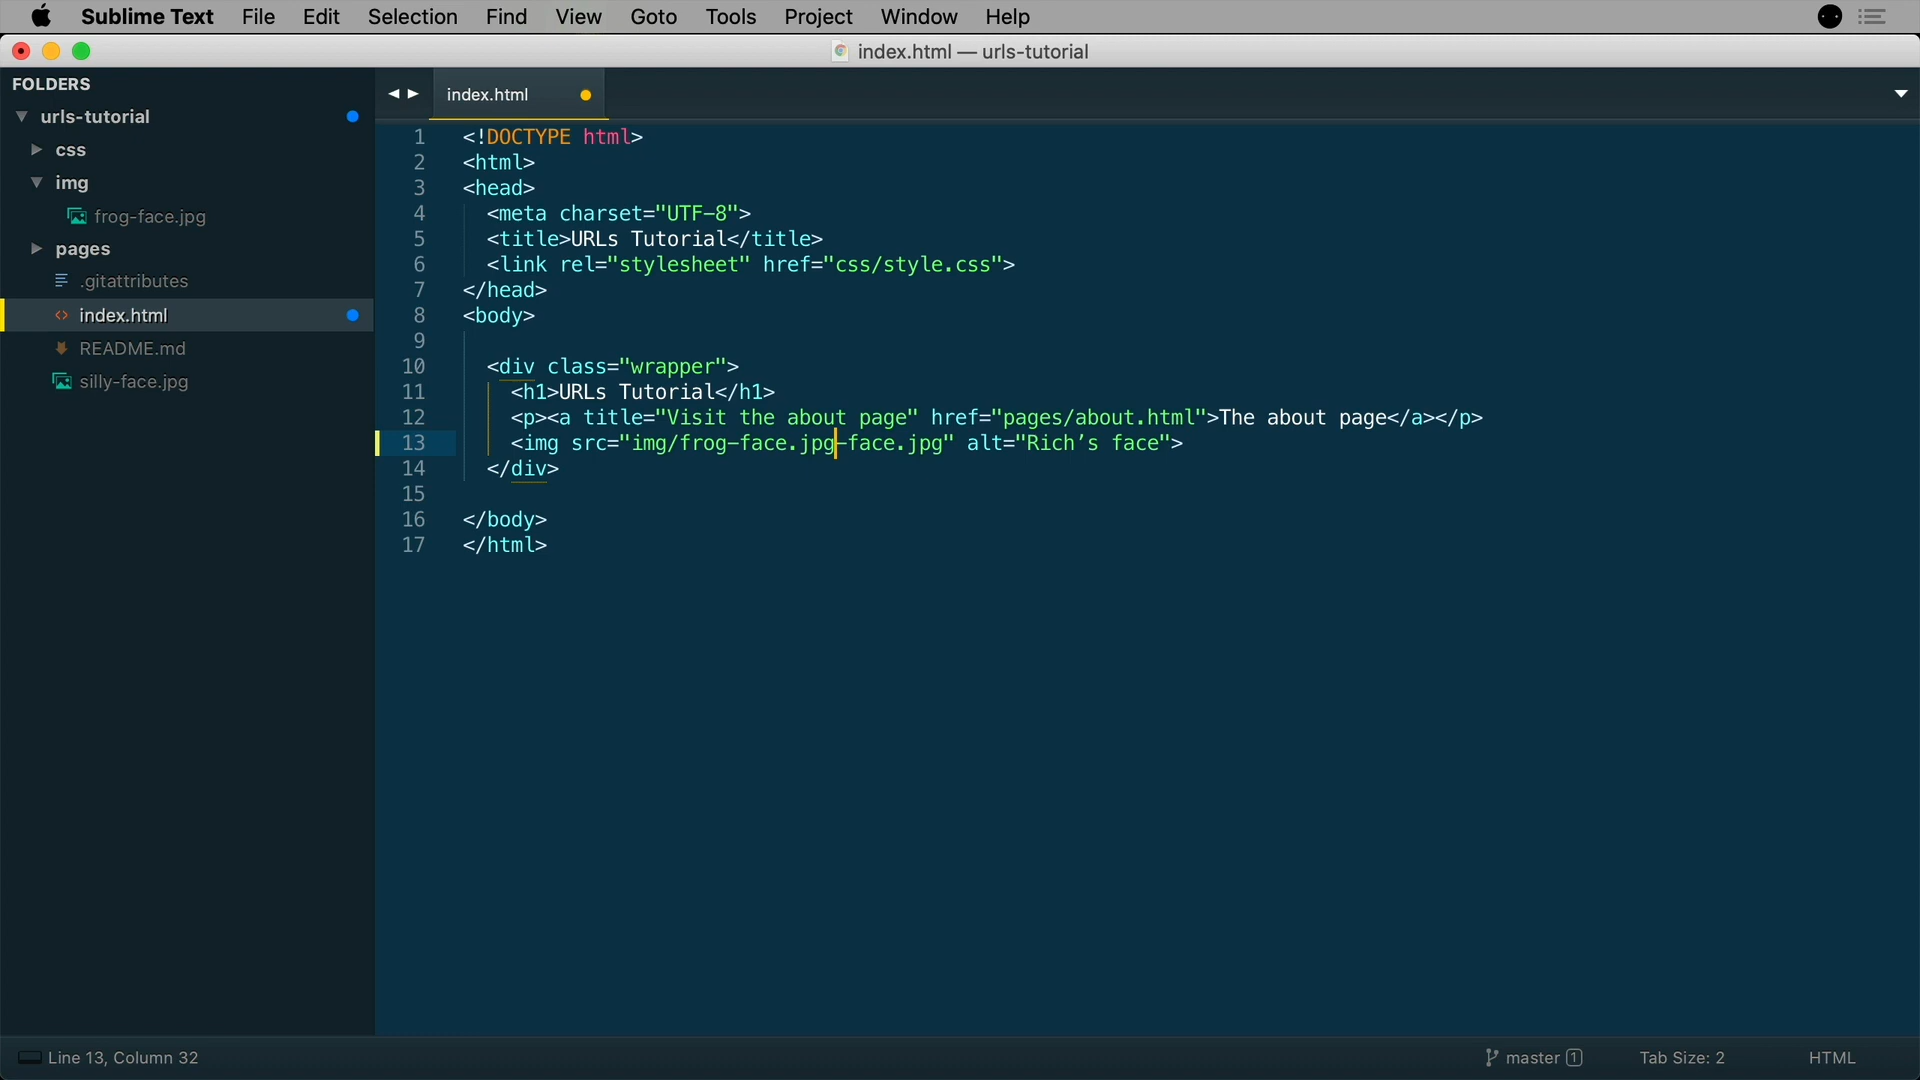 Sublime Text File Edit Selection Find View Goto Tools Project Window Help
index.html — urls-tutorial
FOLDERS
urls-tutorial
css
img
frog-face.jpg
pages
.gitattributes
index.html
README.md
silly-face.jpg
index.html
1 <!DOCTYPE html>
2 <html>
3 <head>
4 <meta charset="UTF-8">
5 <title>URLs Tutorial</title>
6 <link rel="stylesheet" href="css/style.css">
7 </head>
8 <body>
9
10 <div class="wrapper">
11 <h1>URLs Tutorial</h1>
12 <p><a title="Visit the about page" href="pages/about.html">The about page</a></p>
13 <img src="img/frog-face.jpg-face.jpg" alt="Rich’s face">
14 </div>
15
16 </body>
17 </html>
Line 13, Column 32 master 1 Tab Size: 2 HTML